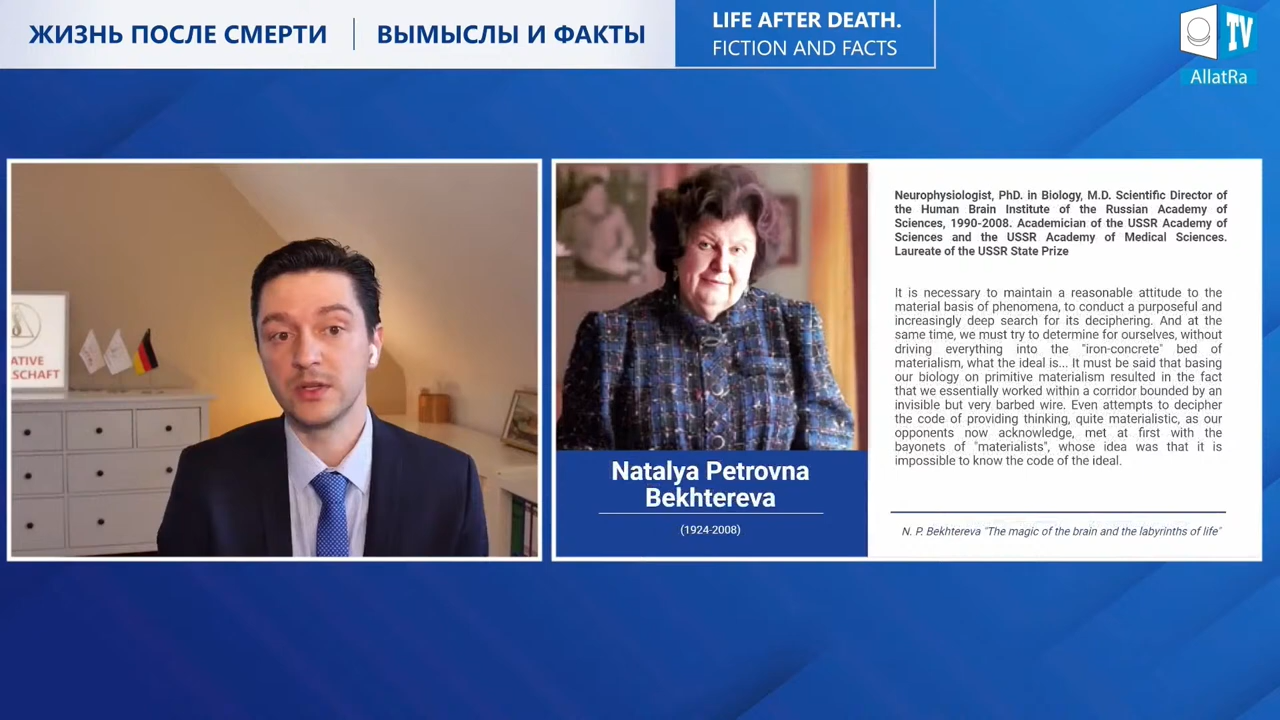 ЖИЗНЬ ПОСЛЕ СМЕРТИ
ВЫМЫСЛЫ И ФАКТЫ
LIFE AFTER DEATH.
FICTION AND FACTS
TV
AllatRa
ATIVE
LSCHAFT
Natalya Petrovna
Bekhtereva
(1924-2008)
Neurophysiologist, PhD. in Biology, M.D. Scientific Director of
the Human Brain Institute of the Russian Academy of
Sciences, 1990-2008. Academician of the USSR Academy of
Sciences and the USSR Academy of Medical Sciences.
Laureate of the USSR State Prize
It is necessary to maintain a reasonable attitude to the
material basis of phenomena, to conduct a purposeful and
increasingly deep search for its deciphering. And at the
same time, we must try to determine for ourselves, without
driving everything into the "iron-concrete" bed of
materialism, what the ideal is... It must be said that basing
our biology on primitive materialism resulted in the fact
that we essentially worked within a corridor bounded by an
invisible but very barbed wire. Even attempts to decipher
the code of providing thinking, quite materialistic, as our
opponents now acknowledge, met at first with the
bayonets of "materialists", whose idea was that it is
impossible to know the code of the ideal.
N. P. Bekhtereva "The magic of the brain and the labyrinths of life"